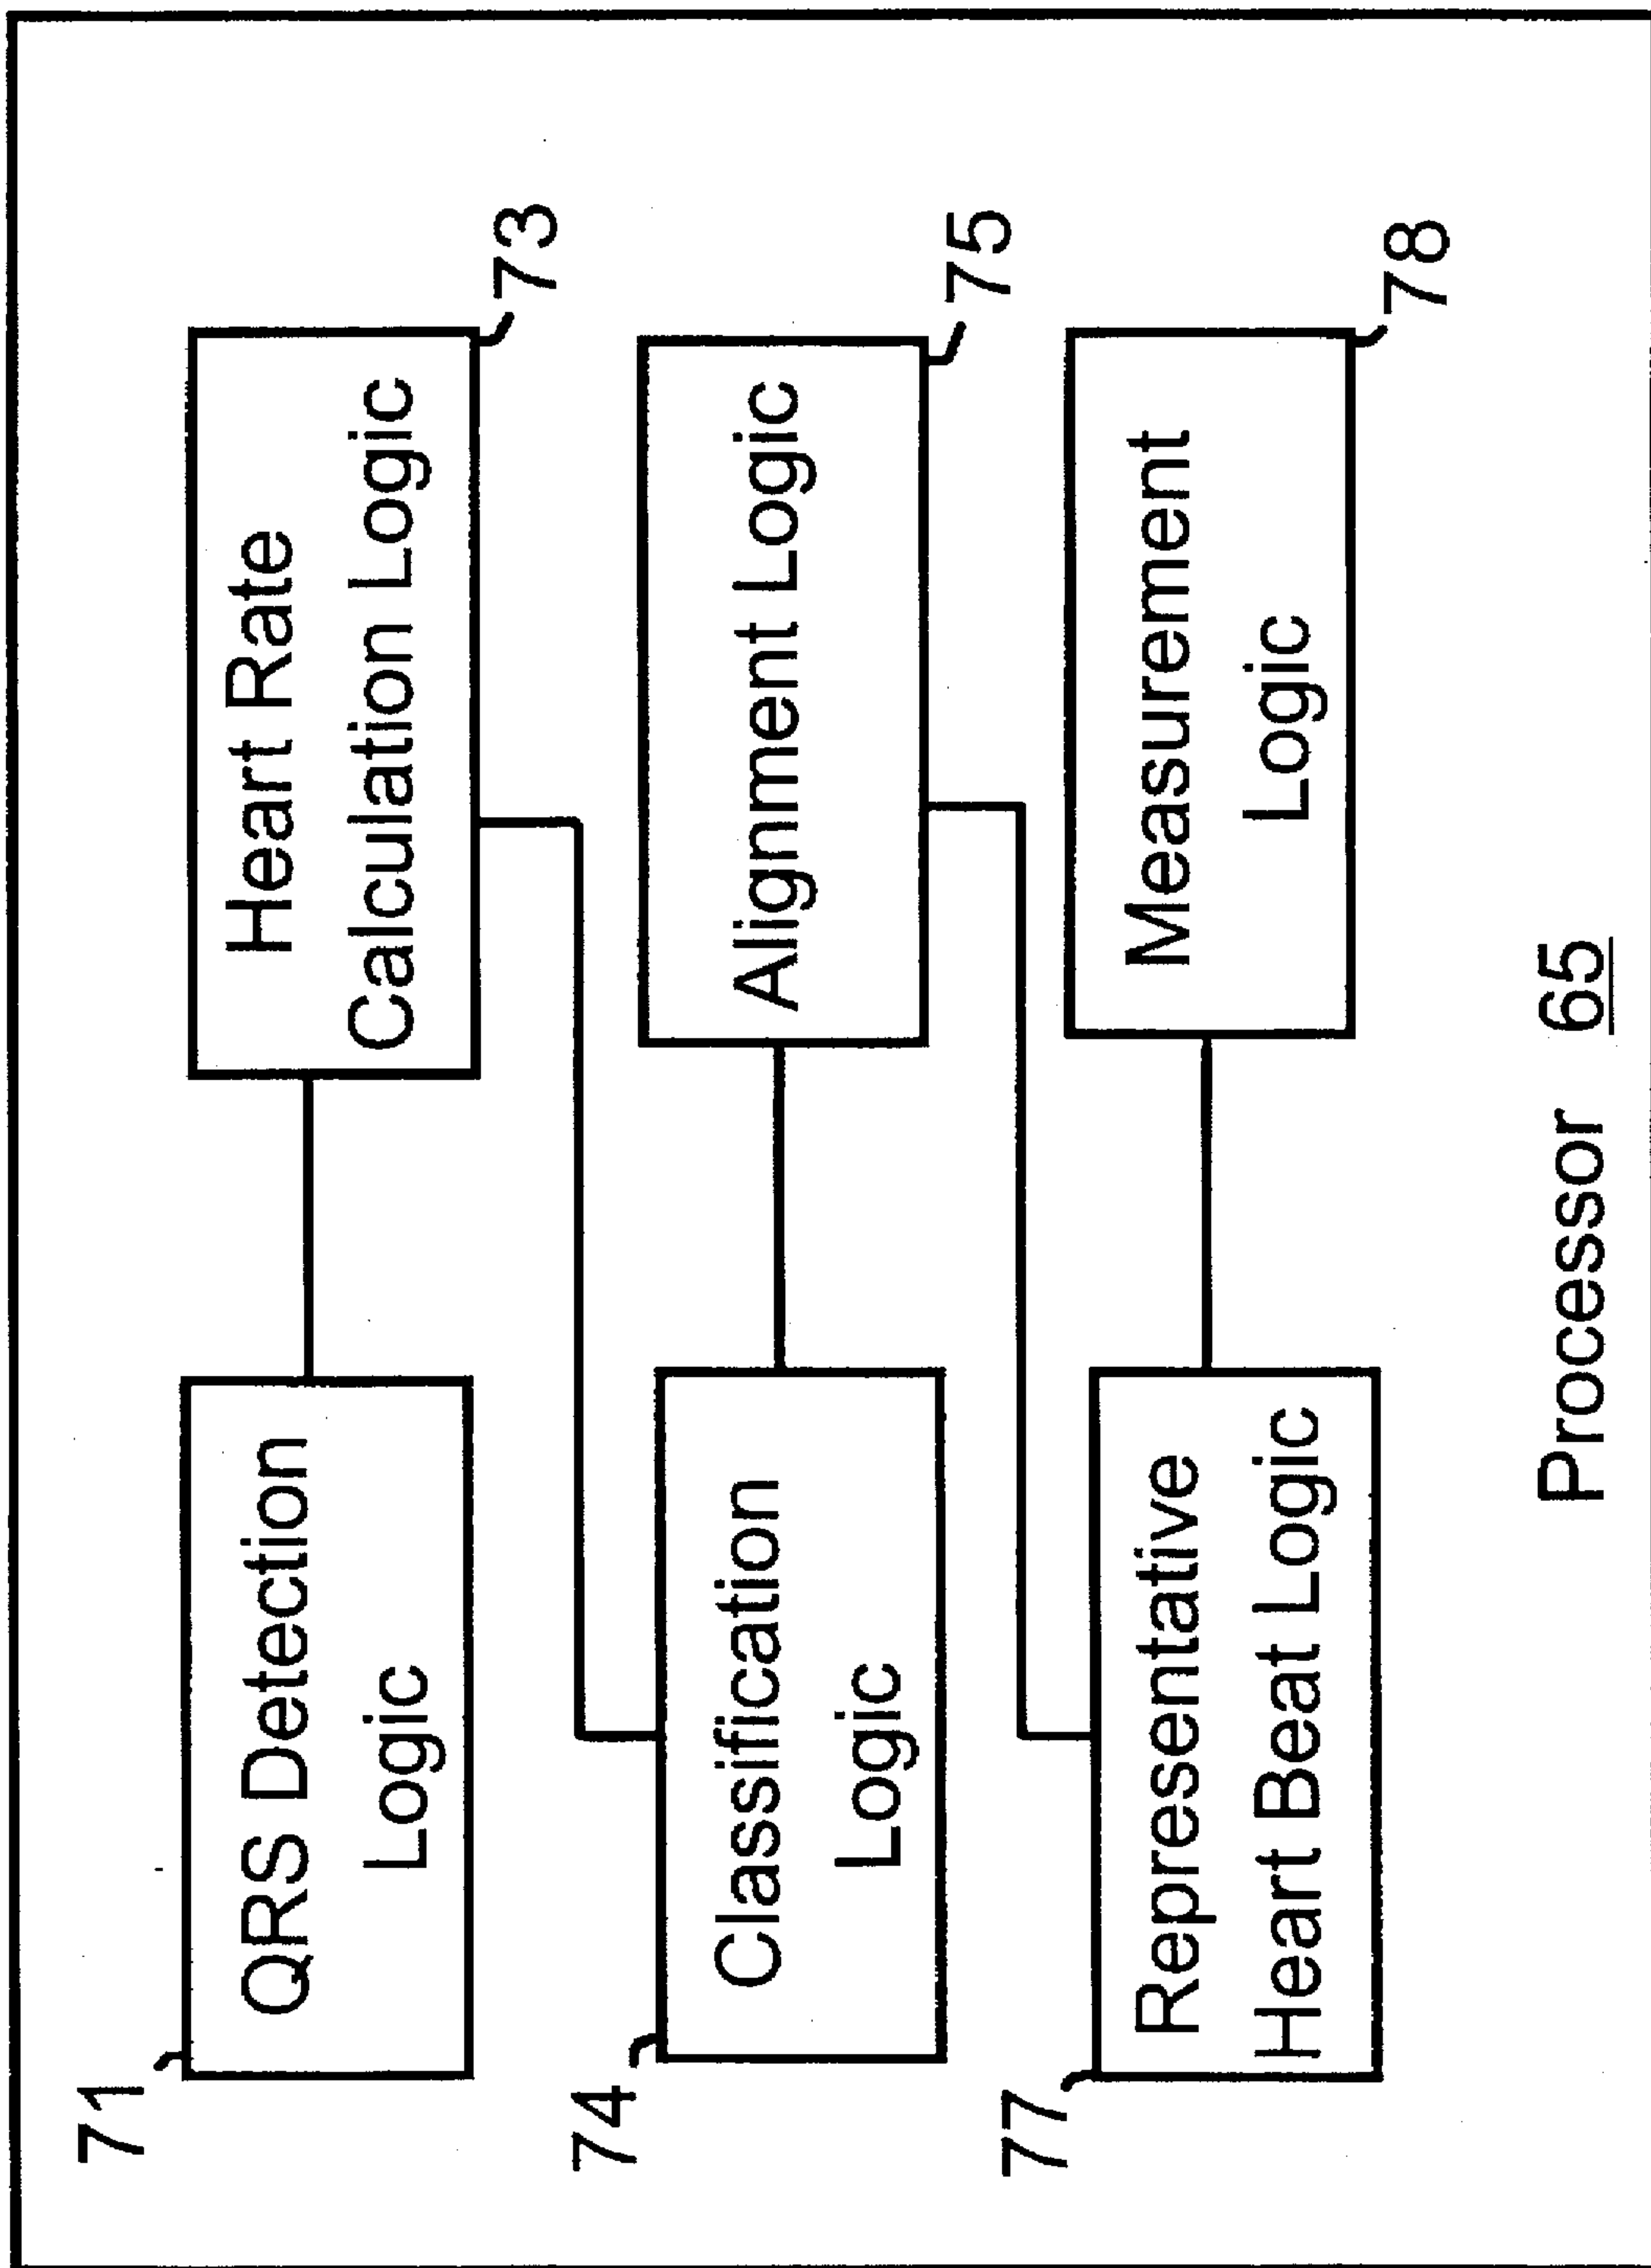 71
QRS Detection
Logic
Heart Rate
Calculation Logic
73
74
Classification
Logic
Alignment Logic
75
77
Representative
Heart Beat Logic
Measurement
Logic
78
Processor 65